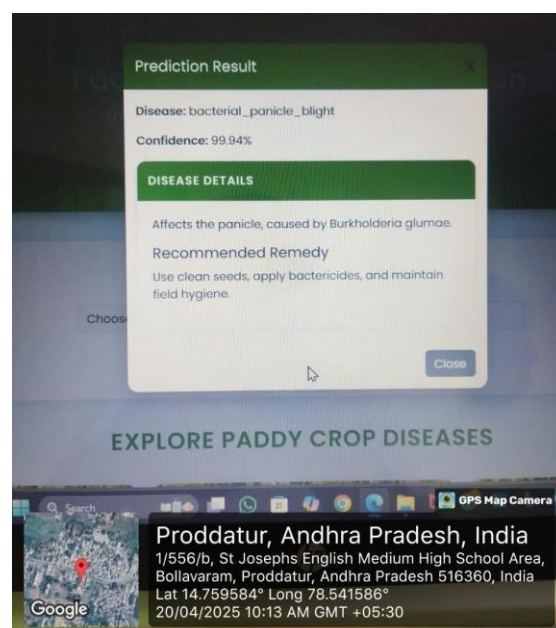 Prediction Result
Disease: bacterial_panicle_blight
Confidence: 99.94%
DISEASE DETAILS
Affects the panicle, caused by Burkholderia glumae.
Recommended Remedy
Use clean seeds, apply bactericides, and maintain
field hygiene.
Choos
Close
EXPLORE PADDY CROP DISEASES
Search
GPS Map Camera
Google
Proddatur, Andhra Pradesh, India
1/556/b, St Josephs English Medium High School Area,
Bollavaram, Proddatur, Andhra Pradesh 516360, India
Lat 14.759584° Long 78.541586°
20/04/2025 10:13 AM GMT +05:30